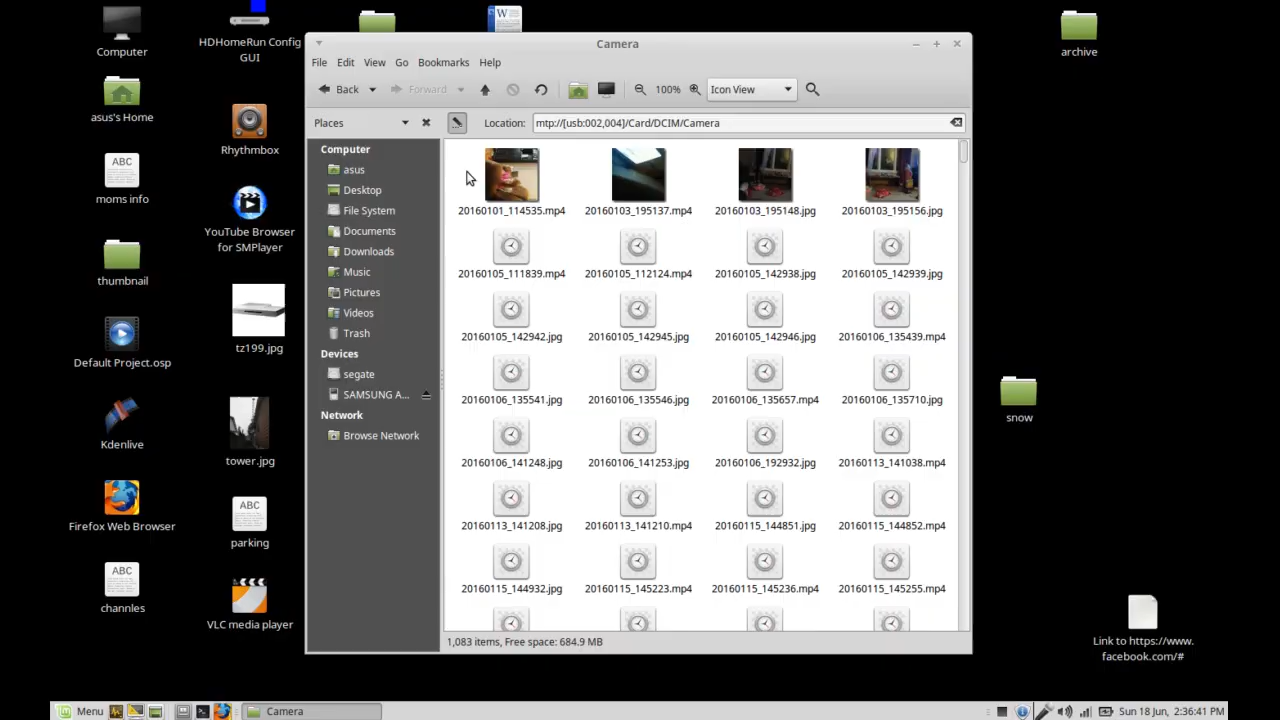 Computer
HDHomeRun Config
GUI
asus's Home
Rhythmbox
ABC
moms info
YouTube Browser
for SMPlayer
thumbnail
tz199.jpg
Default Project.osp
Kdenlive
tower.jpg
Firefox Web Browser
ABC
parking
ABC
channles
VLC media player
W
archive
snow
Link to https://www.
facebook.com/#
Camera
File Edit View Go Bookmarks Help
Back Forward 100% Icon View
Places Location: mtp://[usb:002,004]/Card/DCIM/Camera
Computer
asus
Desktop
File System
Documents
Downloads
Music
Pictures
Videos
Trash
Devices
segate
SAMSUNG A...
Network
Browse Network
20160101_114535.mp4 20160103_195137.mp4 20160103_195148.jpg 20160103_195156.jpg
20160105_111839.mp4 20160105_112124.mp4 20160105_142938.jpg 20160105_142939.jpg
20160105_142942.jpg 20160105_142945.jpg 20160105_142946.jpg 20160106_135439.mp4
20160106_135541.jpg 20160106_135546.jpg 20160106_135657.mp4 20160106_135710.jpg
20160106_141248.jpg 20160106_141253.jpg 20160106_192932.jpg 20160113_141038.mp4
20160113_141208.jpg 20160113_141210.mp4 20160115_144851.jpg 20160115_144852.mp4
20160115_144932.jpg 20160115_145223.mp4 20160115_145236.mp4 20160115_145255.mp4
1,083 items, Free space: 684.9 MB
Menu Camera Sun 18 Jun, 2:36:41 PM